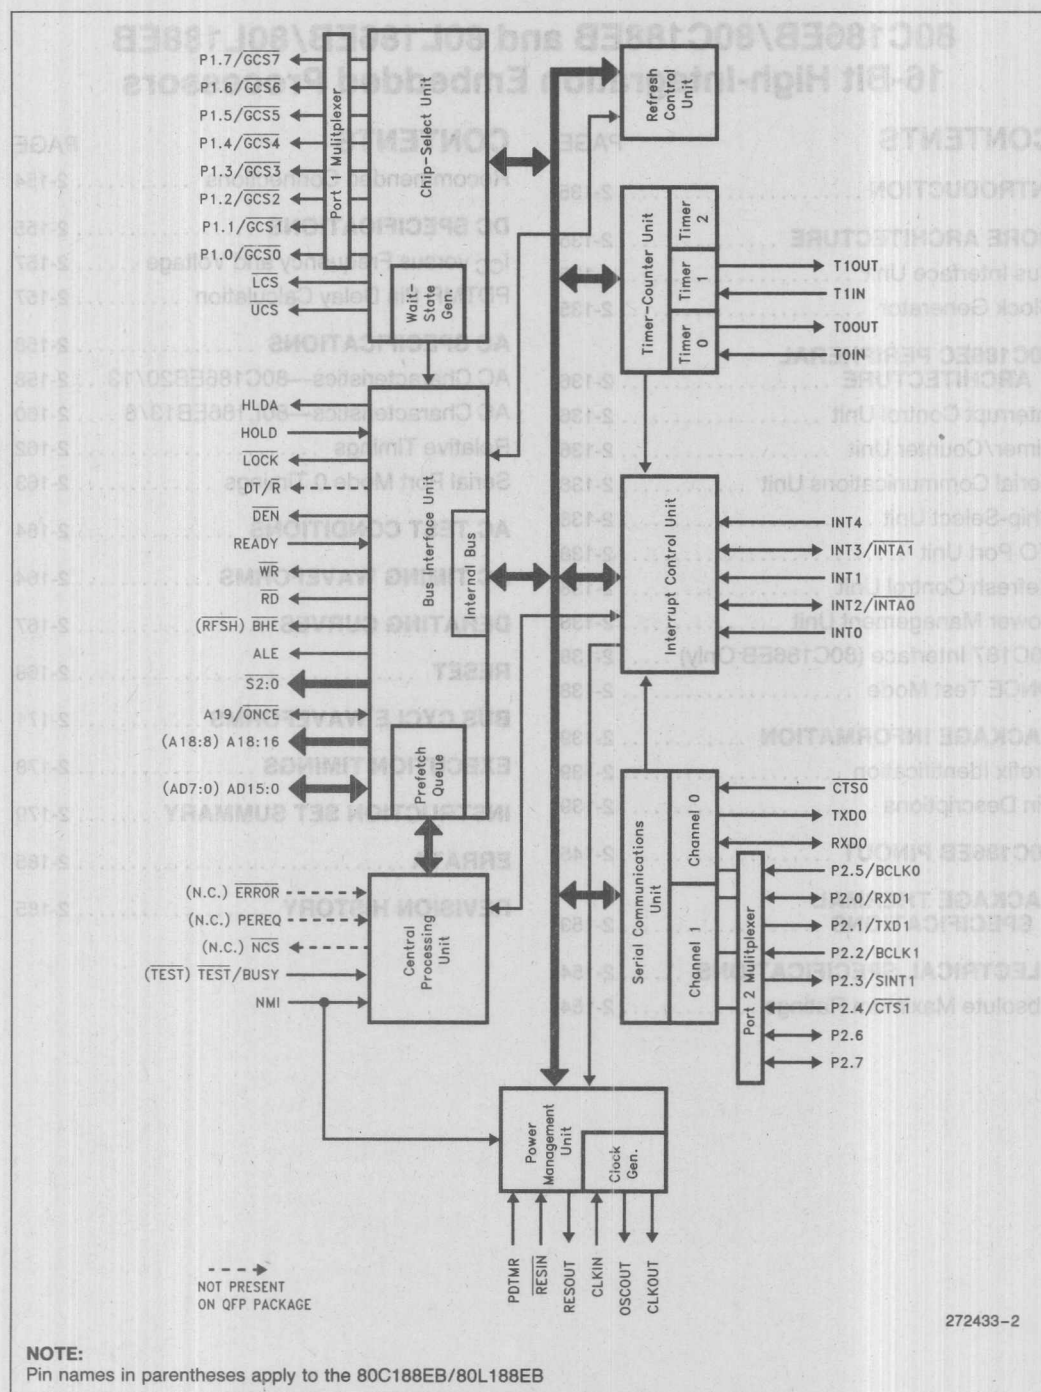 P1.7/GCS7
P1.6/GCS6
P1.5/GCS5
P1.4/GCS4
P1.3/GCS3
P1.2/GCS2
P1.1/GCS1
P1.0/GCS0
LCS
UCS
Port 1 Mulitplexer
Chip-Select Unit
Wait-
State
Gen.
Refresh
Control
Unit
Timer-Counter Unit
Timer 2
Timer 1
Timer 0
T1OUT
T1IN
T0OUT
T0IN
HLDA
HOLD
LOCK
DT/R
DEN
READY
WR
RD
(RFSH) BHE
ALE
S2:0
A19/ONCE
(A18:8) A18:16
(AD7:0) AD15:0
Bus Interface Unit
Internal Bus
Prefetch
Queue
Interrupt Control Unit
INT4
INT3/INTA1
INT1
INT2/INTA0
INT0
(N.C.) ERROR
(N.C.) PEREQ
(N.C.) NCS
(TEST) TEST/BUSY
NMI
Central
Processing
Unit
Serial Communications
Unit
Channel 0
Channel 1
Port 2 Mulitplexer
CTS0
TXD0
RXD0
P2.5/BCLK0
P2.0/RXD1
P2.1/TXD1
P2.2/BCLK1
P2.3/SINT1
P2.4/CTS1
P2.6
P2.7
Power
Management
Unit
Clock
Gen.
PDTMR
RESIN
RESOUT
CLKIN
OSCOUT
CLKOUT
NOT PRESENT
ON QFP PACKAGE
272433-2
NOTE:
Pin names in parentheses apply to the 80C188EB/80L188EB